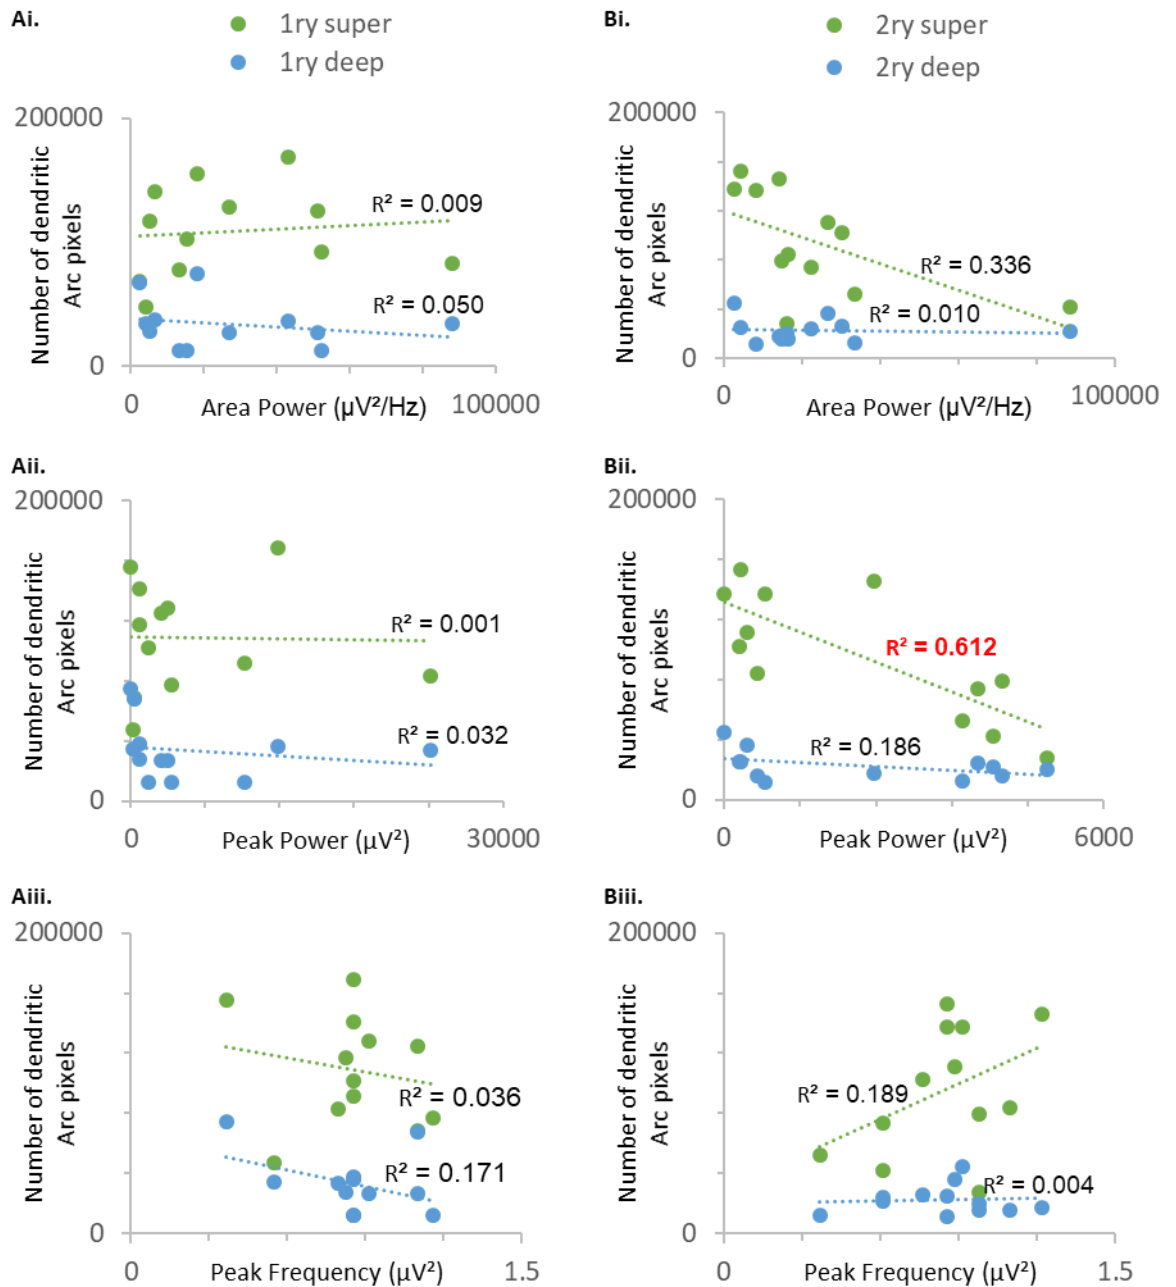 Ai.
1ry super
1ry deep
200000
Number of dendritic
Arc pixels
R² = 0.009
R² = 0.050
0
0
Area Power (µV²/Hz)
100000
Bi.
2ry super
2ry deep
200000
Number of dendritic
Arc pixels
R² = 0.336
R² = 0.010
0
0
Area Power (µV²/Hz)
100000
Aii.
200000
Number of dendritic
Arc pixels
R² = 0.001
R² = 0.032
0
0
Peak Power (µV²)
30000
Bii.
200000
Number of dendritic
Arc pixels
R² = 0.612
R² = 0.186
0
0
Peak Power (µV²)
6000
Aiii.
200000
Number of dendritic
Arc pixels
R² = 0.036
R² = 0.171
0
0
Peak Frequency (µV²)
1.5
Biii.
200000
Number of dendritic
Arc pixels
R² = 0.189
R² = 0.004
0
0
Peak Frequency (µV²)
1.5